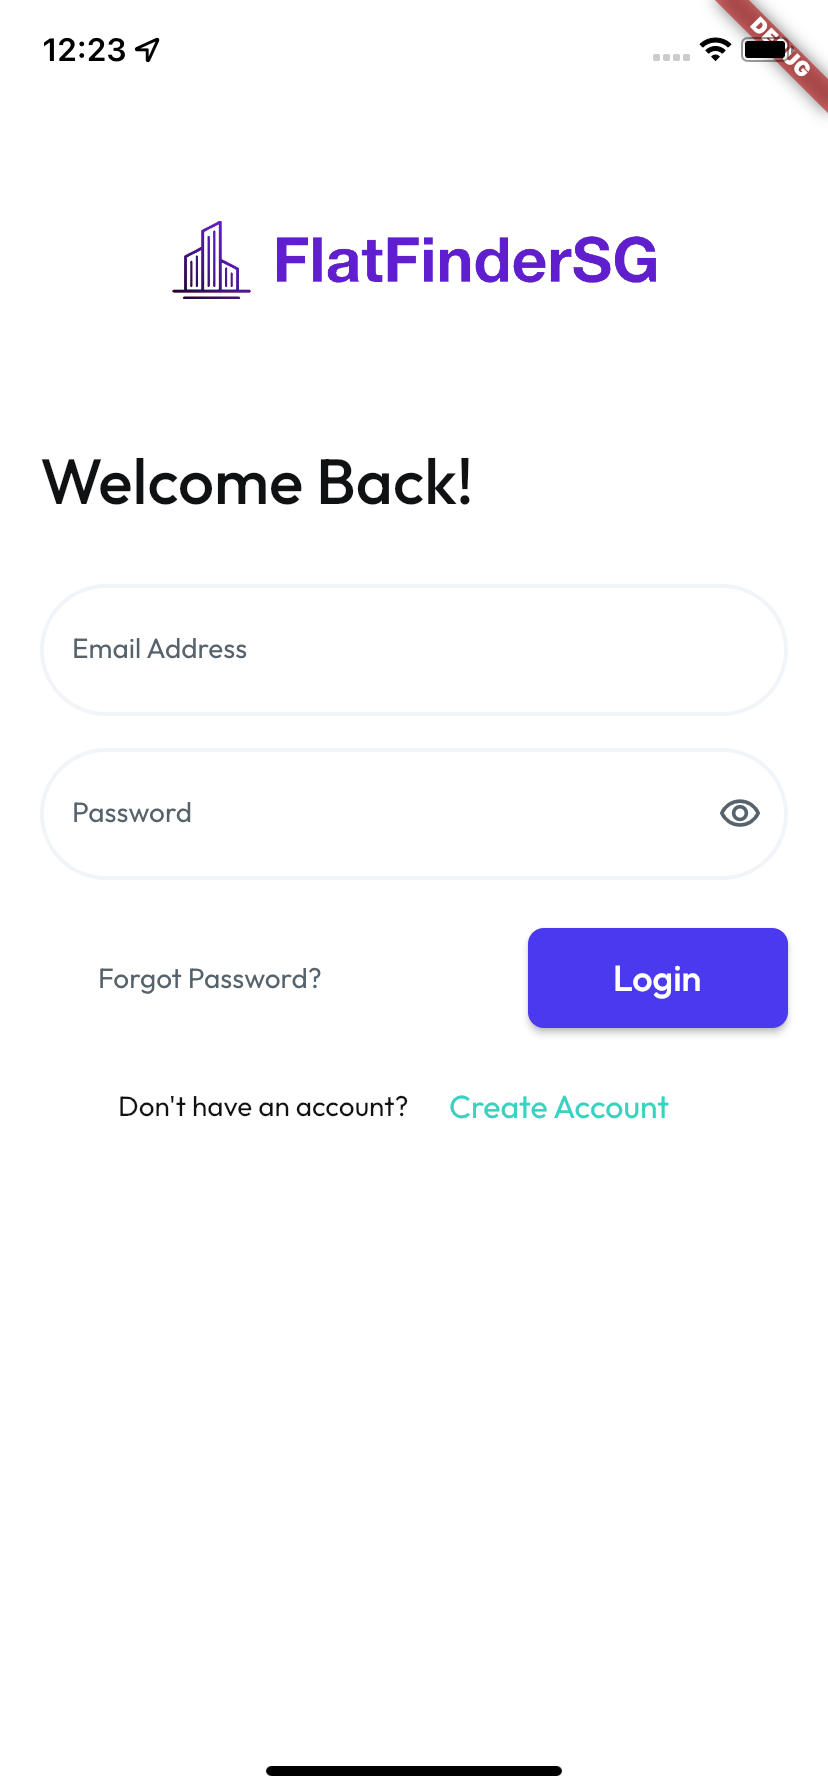 12:23
DEBUG
FlatFinderSG
Welcome Back!
Email Address
Password
Forgot Password?
Login
Don't have an account? Create Account